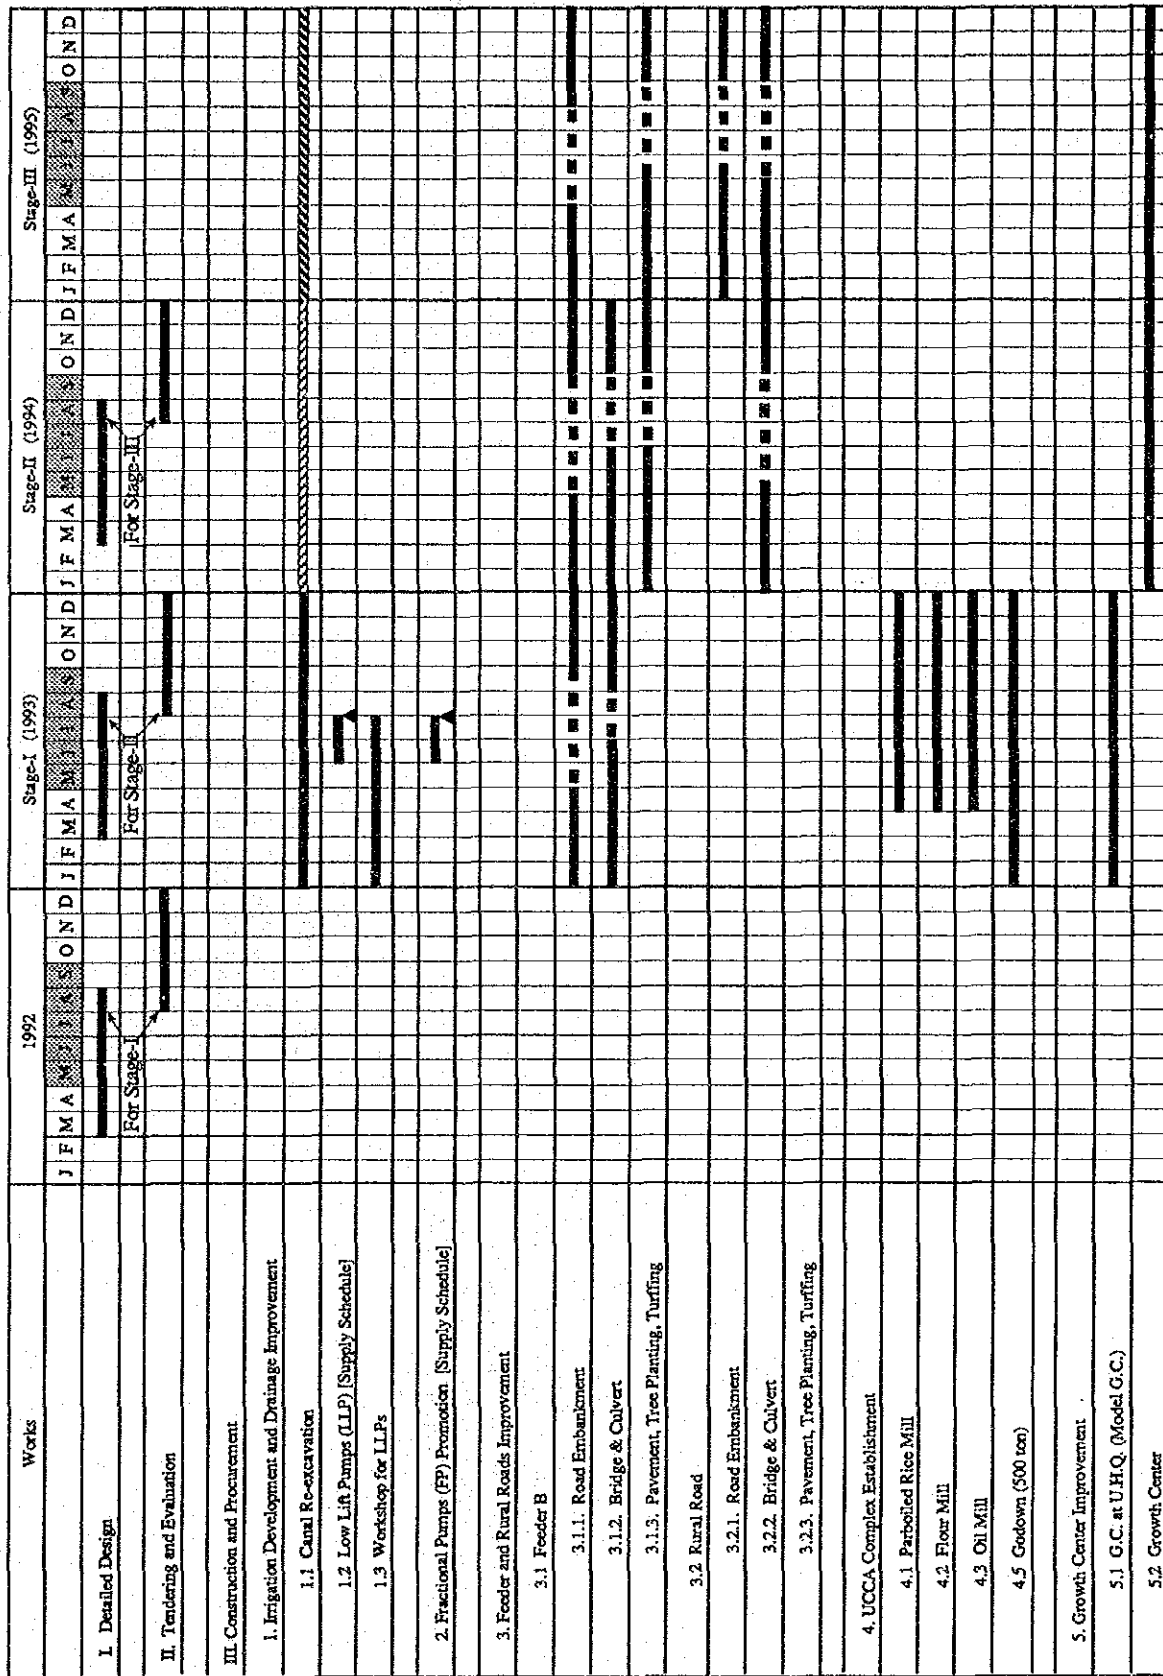 Works
1992
Stage-I (1993)
Stage-II (1994)
Stage-III (1995)
J F M A M J J A S O N D J F M A M J J A S O N D J F M A M J J A S O N D J F M A M J J A S O N D
I. Detailed Design
For Stage-I
For Stage-II
For Stage-III
II. Tendering and Evaluation
III. Construction and Procurement
1. Irrigation Development and Drainage Improvement
1.1 Canal Re-excavation
1.2 Low Lift Pumps (LLP) [Supply Schedule]
1.3 Workshop for LLPs
2. Fractional Pumps (FP) Promotion [Supply Schedule]
3. Feeder and Rural Roads Improvement
3.1 Feeder B
3.1.1. Road Embankment
3.1.2. Bridge & Culvert
3.1.3. Pavement, Tree Planting, Turffing
3.2 Rural Road
3.2.1. Road Embankment
3.2.2. Bridge & Culvert
3.2.3. Pavement, Tree Planting, Turffing
4. UCCA Complex Establishment
4.1 Parboiled Rice Mill
4.2 Flour Mill
4.3 Oil Mill
4.5 Godown (500 ton)
5. Growth Center Improvement
5.1 G.C. at U.H.Q. (Model G.C.)
5.2 Growth Center